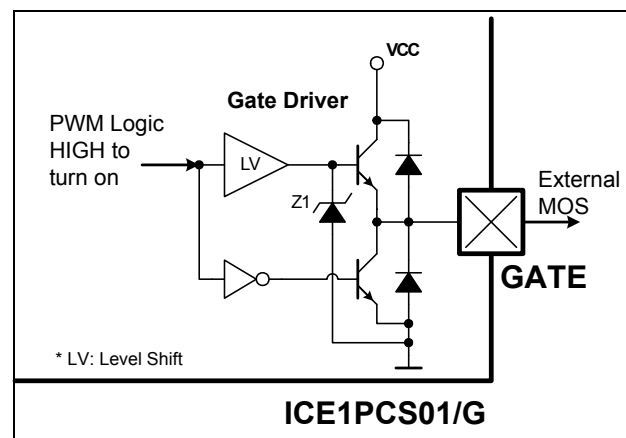 VCC
Gate Driver
PWM Logic
HIGH to
turn on
LV
Z1
External
MOS
GATE
* LV: Level Shift
ICE1PCS01/G